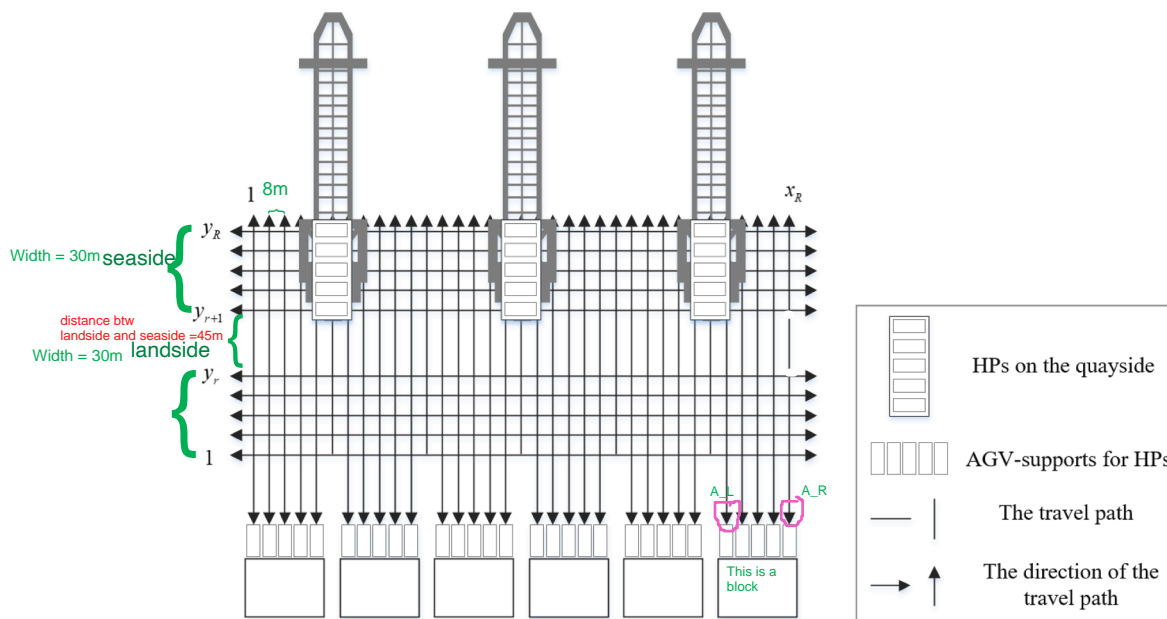 1
8m
x_R
y_R
Width = 30m seaside
y_{r+1}
distance btw
landside and seaside =45m
Width = 30m landside
y_r
1
A_L
A_R
This is a
block
HPs on the quayside
AGV-supports for HPs
The travel path
The direction of the
travel path